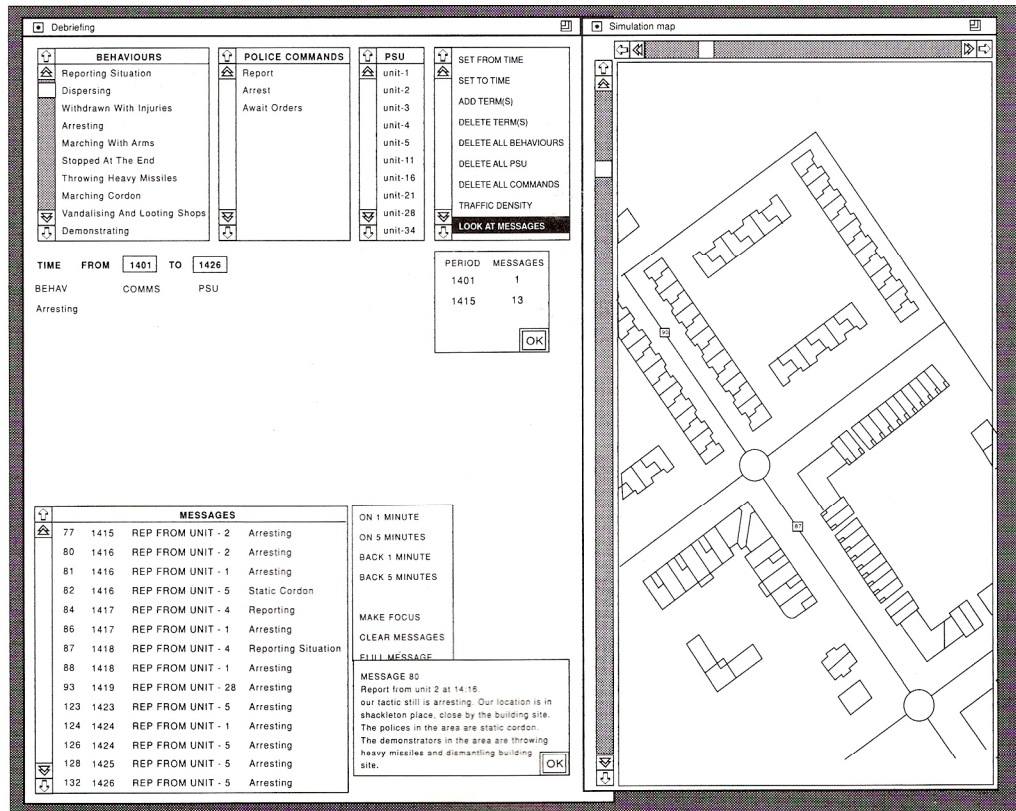 Debriefing
Simulation map
BEHAVIOURS
Reporting Situation
Dispersing
Withdrawn With Injuries
Arresting
Marching With Arms
Stopped At The End
Throwing Heavy Missiles
Marching Cordon
Vandalising And Looting Shops
Demonstrating
POLICE COMMANDS
Report
Arrest
Await Orders
PSU
unit-1
unit-2
unit-3
unit-4
unit-5
unit-11
unit-16
unit-21
unit-28
unit-34
SET FROM TIME
SET TO TIME
ADD TERM(S)
DELETE TERM(S)
DELETE ALL BEHAVIOURS
DELETE ALL PSU
DELETE ALL COMMANDS
TRAFFIC DENSITY
LOOK AT MESSAGES
TIME FROM 1401 TO 1426
BEHAV COMMS PSU
Arresting
PERIOD MESSAGES
1401 1
1415 13
OK
MESSAGES
77 1415 REP FROM UNIT - 2 Arresting
80 1416 REP FROM UNIT - 2 Arresting
81 1416 REP FROM UNIT - 1 Arresting
82 1416 REP FROM UNIT - 5 Static Cordon
84 1417 REP FROM UNIT - 4 Reporting
86 1417 REP FROM UNIT - 1 Arresting
87 1418 REP FROM UNIT - 4 Reporting Situation
88 1418 REP FROM UNIT - 1 Arresting
93 1419 REP FROM UNIT - 28 Arresting
123 1423 REP FROM UNIT - 5 Arresting
124 1424 REP FROM UNIT - 1 Arresting
126 1424 REP FROM UNIT - 5 Arresting
128 1425 REP FROM UNIT - 5 Arresting
132 1426 REP FROM UNIT - 5 Arresting
ON 1 MINUTE
ON 5 MINUTES
BACK 1 MINUTE
BACK 5 MINUTES
MAKE FOCUS
CLEAR MESSAGES
FULL MESSAGE
MESSAGE 80
Report from unit 2 at 14:16.
our tactic still is arresting. Our location is in
shackleton place, close by the building site.
The polices in the area are static cordon.
The demonstrators in the area are throwing
heavy missiles and dismantling building
site.
OK
87